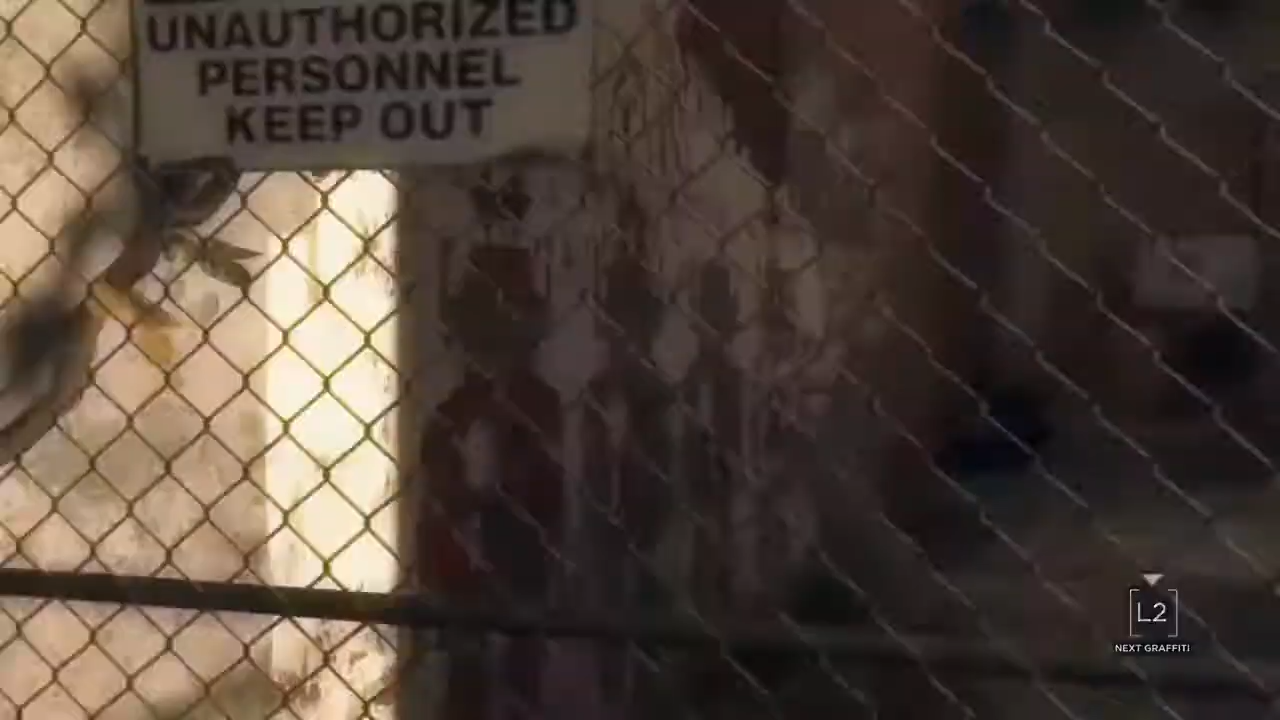 UNAUTHORIZED
PERSONNEL
KEEP OUT
L2
NEXT GRAFFITI